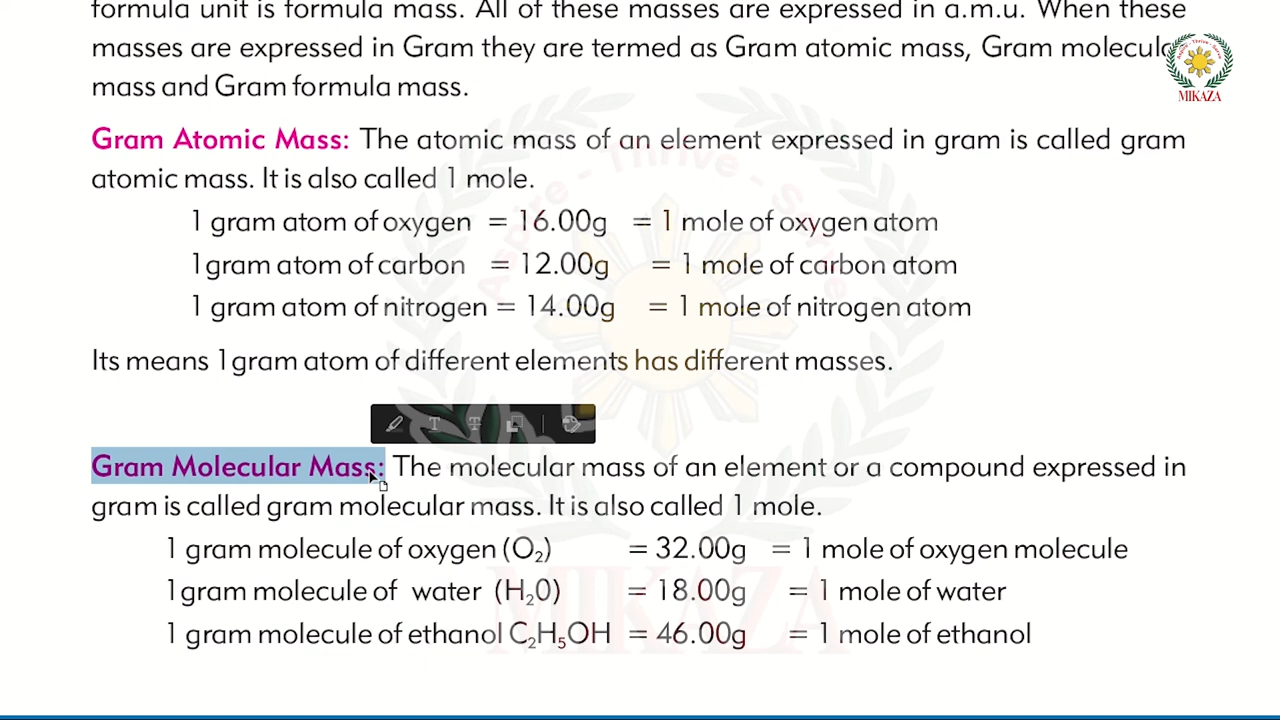 formula unit is formula mass. All of these masses are expressed in a.m.u. When these
masses are expressed in Gram they are termed as Gram atomic mass, Gram molecula
mass and Gram formula mass.
MIKAZA
Gram Atomic Mass: The atomic mass of an element expressed in gram is called gram
atomic mass. It is also called 1 mole.
1 gram atom of oxygen = 16.00g = 1 mole of oxygen atom
1gram atom of carbon = 12.00g = 1 mole of carbon atom
1 gram atom of nitrogen = 14.00g = 1 mole of nitrogen atom
Its means 1gram atom of different elements has different masses.
Gram Molecular Mass: The molecular mass of an element or a compound expressed in
gram is called gram molecular mass. It is also called 1 mole.
1 gram molecule of oxygen (O₂) = 32.00g = 1 mole of oxygen molecule
1gram molecule of water (H₂0) = 18.00g = 1 mole of water
1 gram molecule of ethanol C₂H₅OH = 46.00g = 1 mole of ethanol
Aspire - Thrive - Serve
MIKAZA